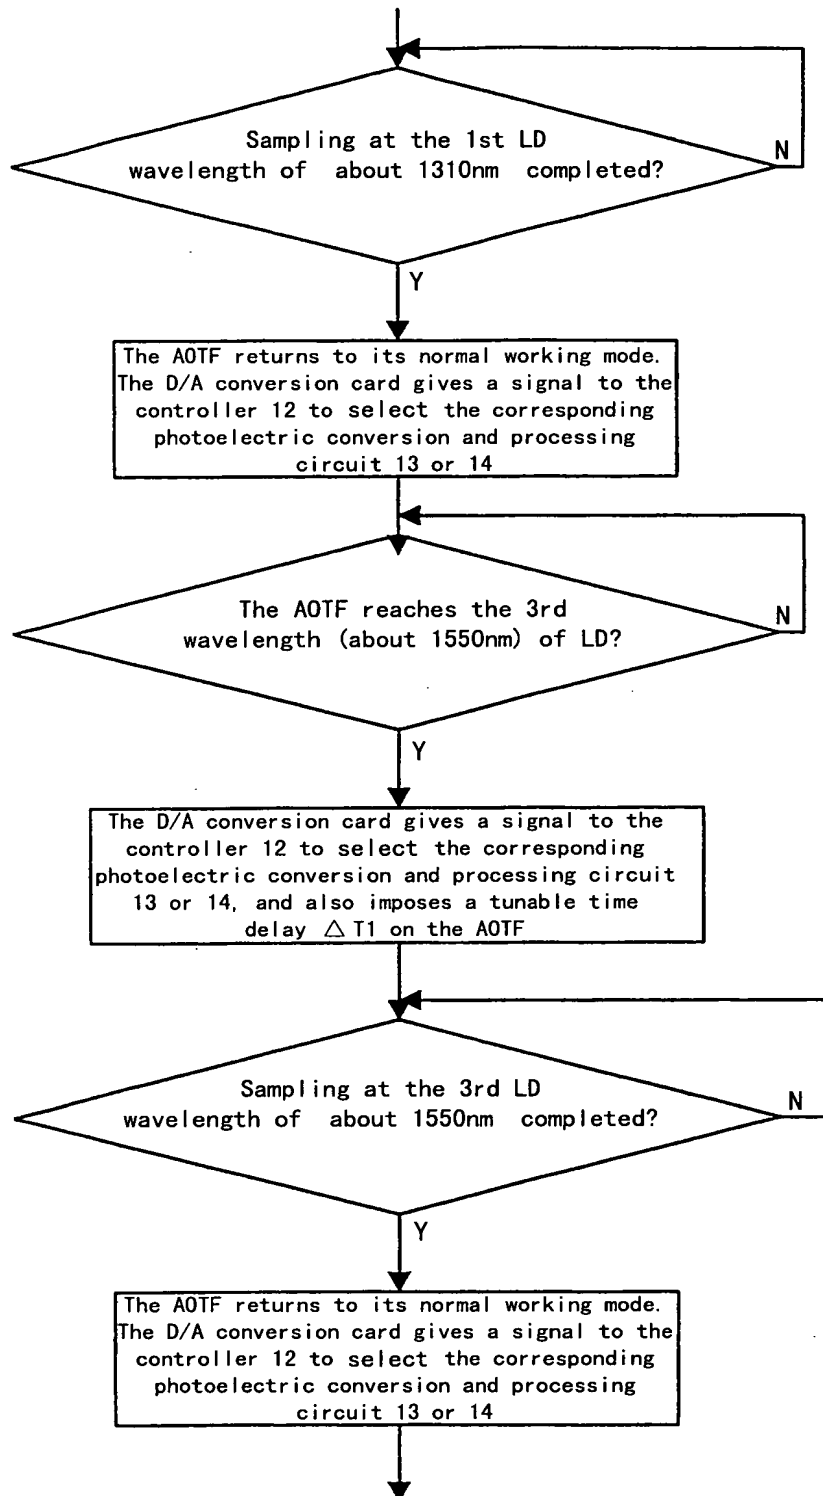 Sampling at the 1st LD
wavelength of about 1310nm completed?
N
Y
The AOTF returns to its normal working mode.
The D/A conversion card gives a signal to the
controller 12 to select the corresponding
photoelectric conversion and processing
circuit 13 or 14
The AOTF reaches the 3rd
wavelength (about 1550nm) of LD?
N
Y
The D/A conversion card gives a signal to the
controller 12 to select the corresponding
photoelectric conversion and processing circuit
13 or 14, and also imposes a tunable time
delay △T1 on the AOTF
Sampling at the 3rd LD
wavelength of about 1550nm completed?
N
Y
The AOTF returns to its normal working mode.
The D/A conversion card gives a signal to the
controller 12 to select the corresponding
photoelectric conversion and processing
circuit 13 or 14